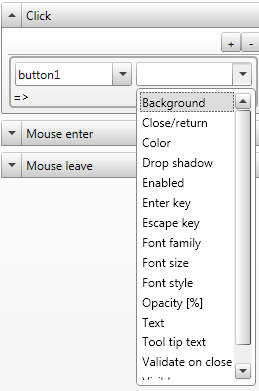 Click
+ -
button1
=>
Background
Close/return
Color
Mouse enter
Drop shadow
Enabled
Mouse leave
Enter key
Escape key
Font family
Font size
Font style
Opacity [%]
Text
Tool tip text
Validate on close